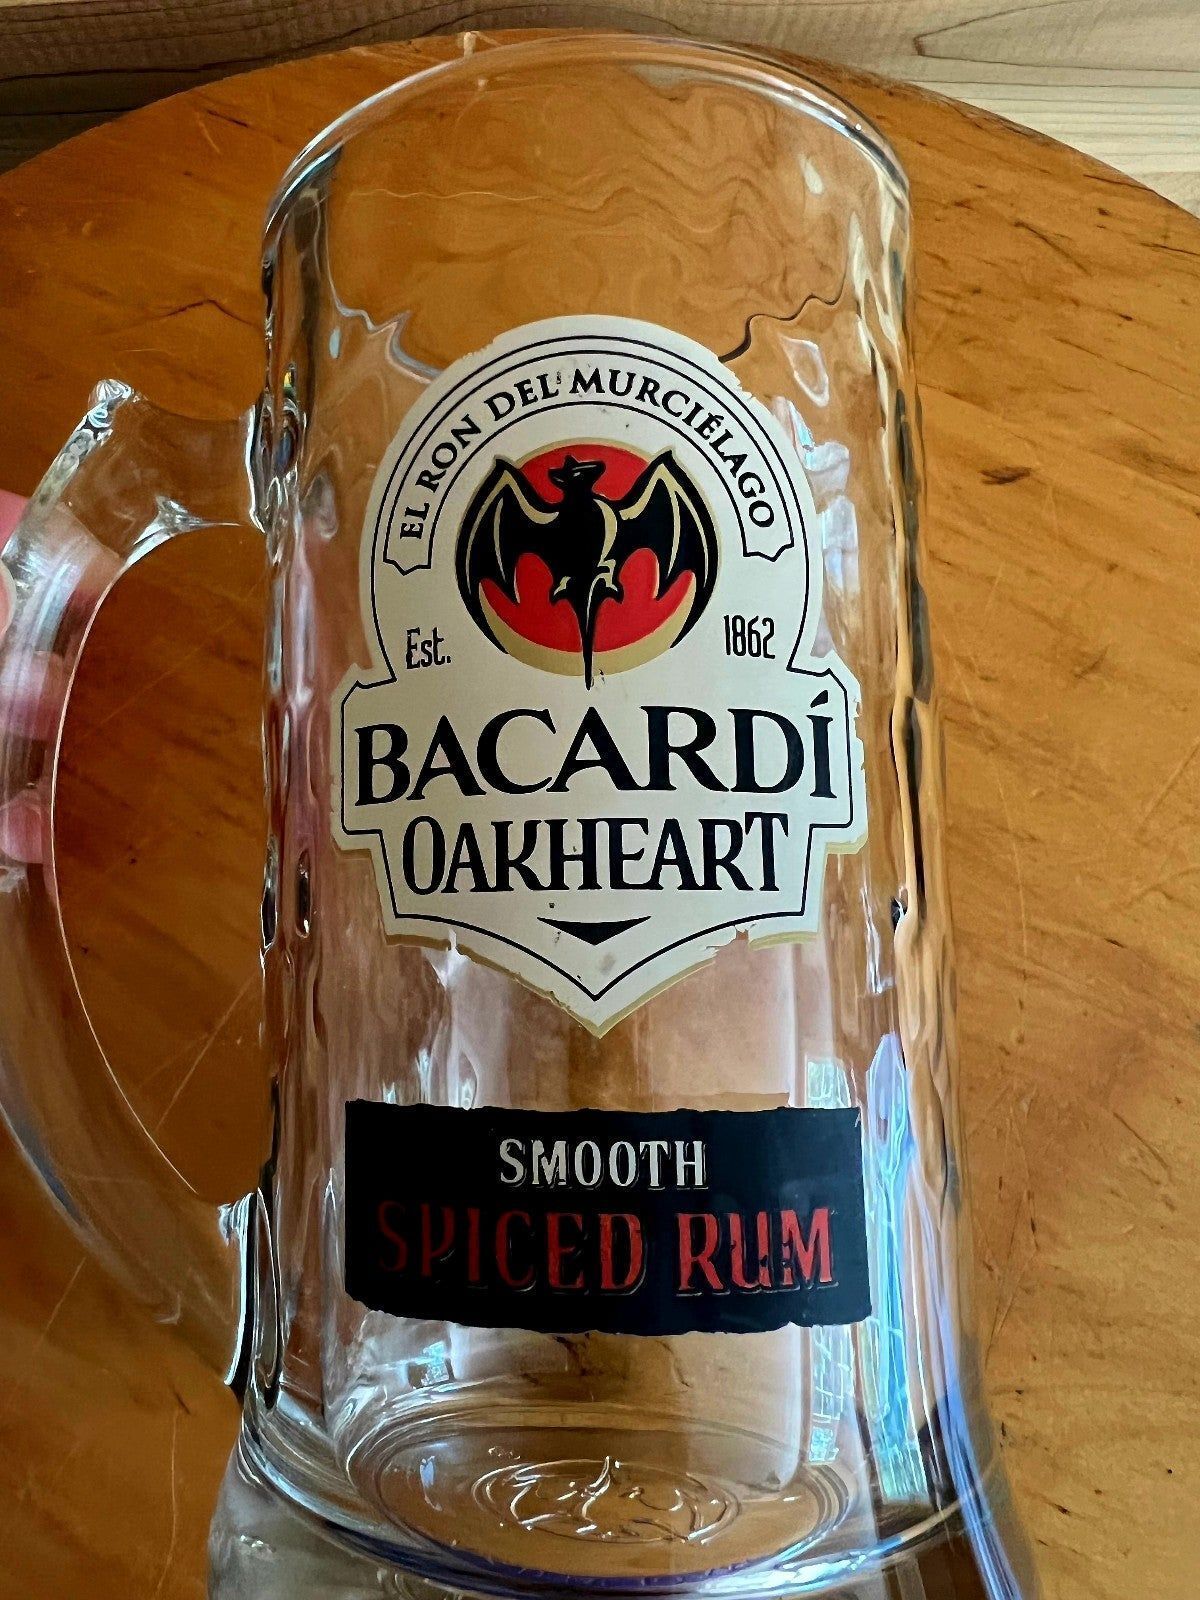 EL RON DEL MURCIÉLAGO
Est. 1862
BACARDÍ
OAKHEART
SMOOTH
SPICED RUM